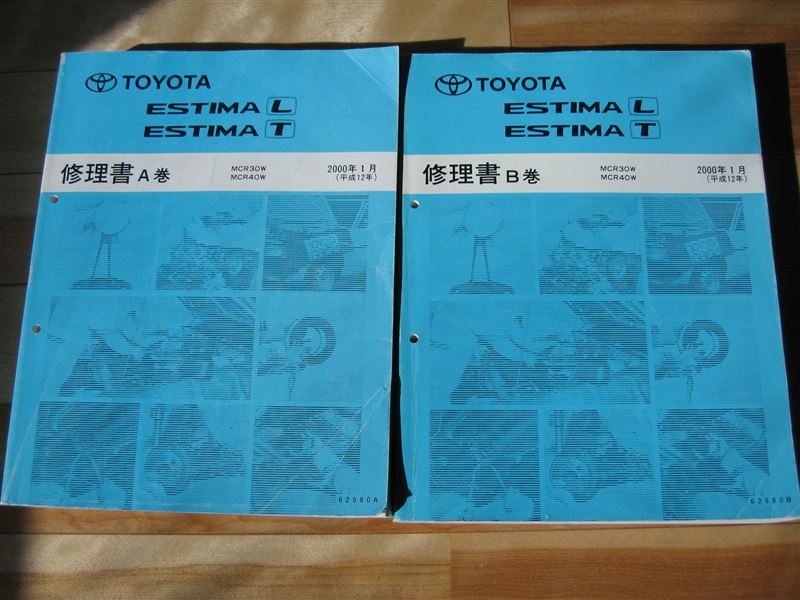 TOYOTA
ESTIMA L
ESTIMA T
修理書 A巻
MCR30W
MCR40W
2000年1月
(平成12年)
62980A
TOYOTA
ESTIMA L
ESTIMA T
修理書 B巻
MCR30W
MCR40W
2000年1月
(平成12年)
62980B